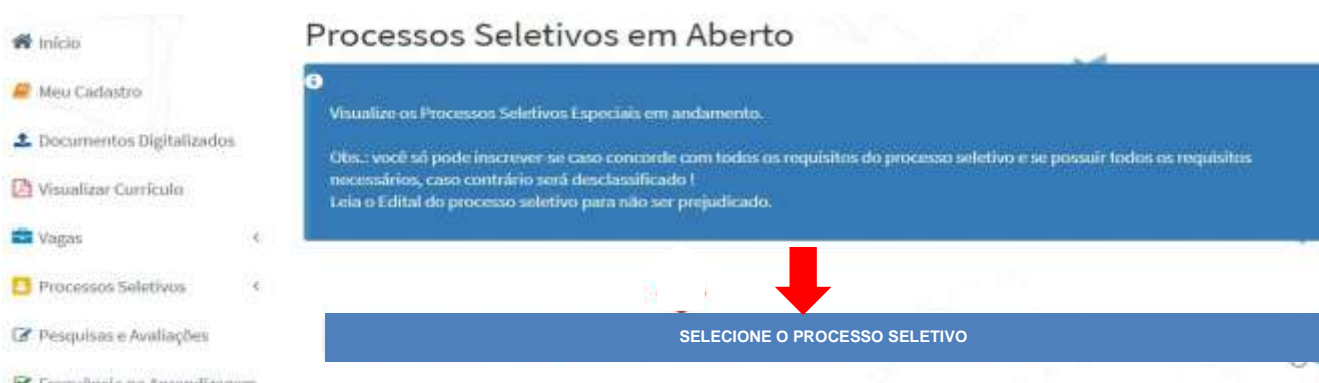 Início
Meu Cadastro
Documentos Digitalizados
Visualizar Currículo
Vagas
Processos Seletivos
Pesquisas e Avaliações
Frequência no Aprendizagem
Processos Seletivos em Aberto
Visualize os Processos Seletivos Especiais em andamento.
Obs.: você só pode inscrever se caso concorde com todos os requisitos do processo seletivo e se possuir todos os requisitos
necessários, caso contrário será desclassificado !
Leia o Edital do processo seletivo para não ser prejudicado.
SELECIONE O PROCESSO SELETIVO